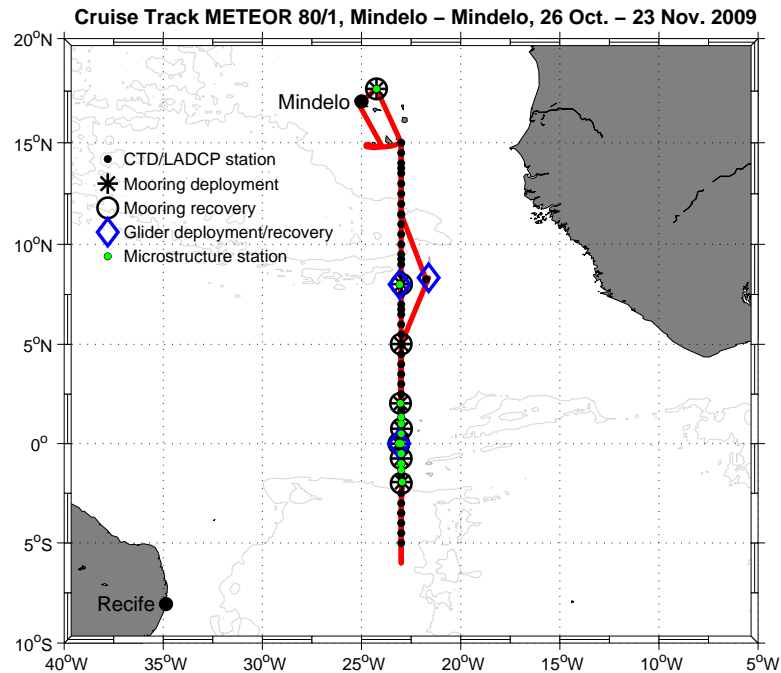 Cruise Track METEOR 80/1, Mindelo − Mindelo, 26 Oct. − 23 Nov. 2009
20°N
Mindelo
15°N
CTD/LADCP station
Mooring deployment
Mooring recovery
Glider deployment/recovery
Microstructure station
10°N
5°N
0°
5°S
Recife
10°S
40°W 35°W 30°W 25°W 20°W 15°W 10°W 5°W